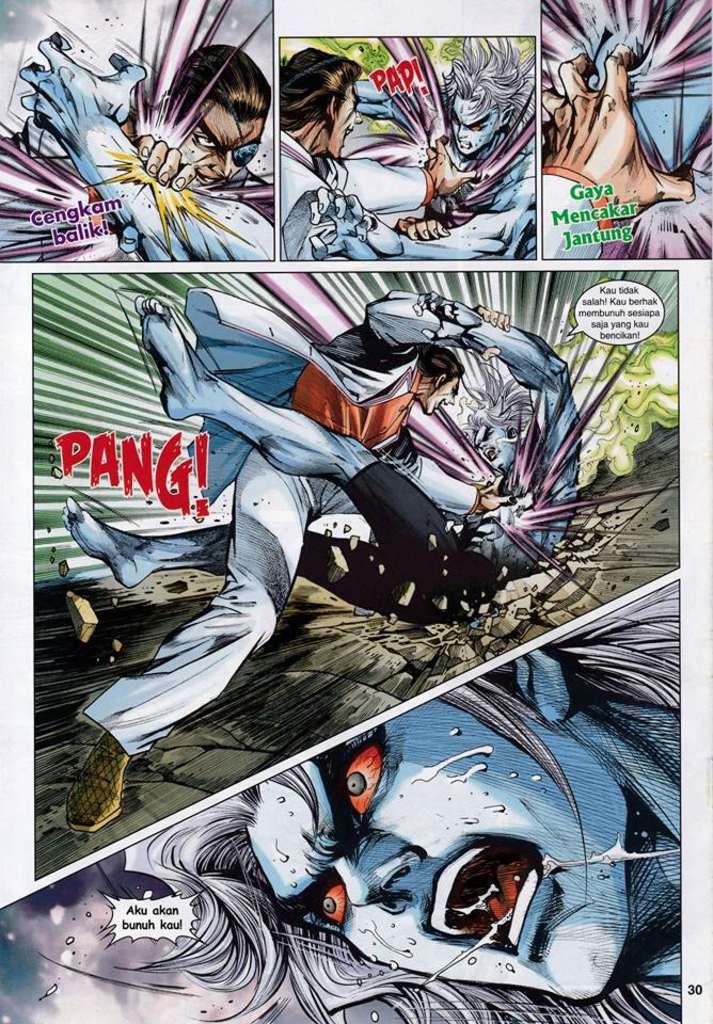 Cengkam
balik!
PAP!
Gaya
Mencakar
Jantung
Kau tidak
salah! Kau berhak
membunuh sesiapa
saja yang kau
bencikan!
PANG!
Aku akan
bunuh kau!
30